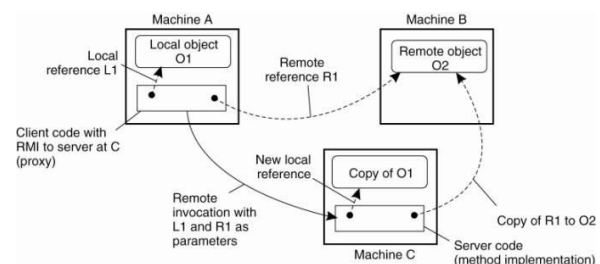 Machine A
Machine B
Local object
O1
Local
reference L1
Remote
reference R1
Remote object
O2
Client code with
RMI to server at C
(proxy)
New local
reference
Copy of O1
Remote
invocation with
L1 and R1 as
parameters
Copy of R1 to O2
Server code
(method implementation)
Machine C